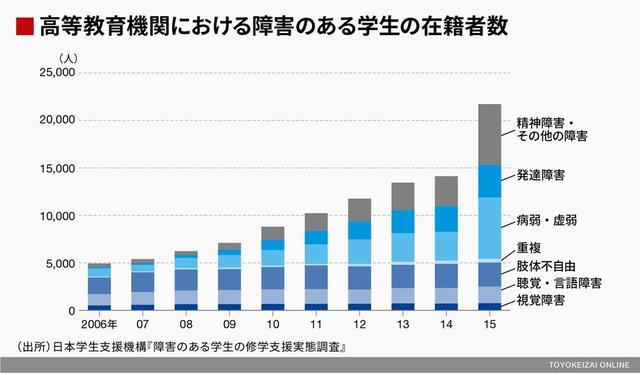 高等教育機関における障害のある学生の在籍者数
（人）
25,000
20,000
15,000
10,000
5,000
0
2006年 07 08 09 10 11 12 13 14 15
精神障害・
その他の障害
発達障害
病弱・虚弱
重複
肢体不自由
聴覚・言語障害
視覚障害
（出所）日本学生支援機構『障害のある学生の修学支援実態調査』
TOYOKEIZAI ONLINE